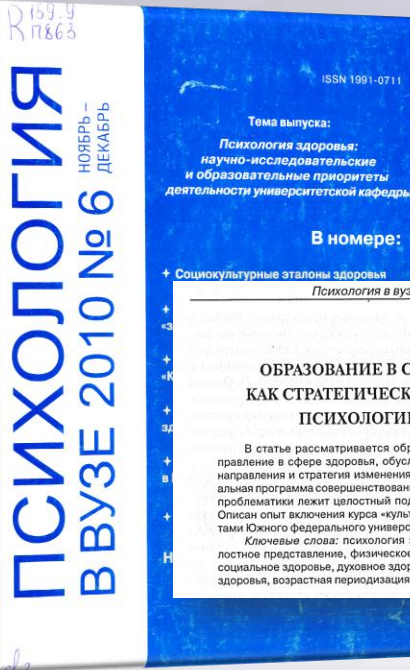 159.9
П863
ПСИХОЛОГИЯ
В ВУЗЕ 2010 № 6
НОЯБРЬ –
ДЕКАБРЬ
ISSN 1991-0711
Тема выпуска:
Психология здоровья:
научно-исследовательские
и образовательные приоритеты
деятельности университетской кафедры
В номере:
+ Социокультурные эталоны здоровья
Психология в вуз
ОБРАЗОВАНИЕ В С
КАК СТРАТЕГИЧЕСК
ПСИХОЛОГИ
В статье рассматривается обр
правление в сфере здоровья, обусл
направления и стратегия изменения
альная программа совершенствовани
проблематики лежит целостный под
Описан опыт включения курса «культ
тами Южного федерального универс
Ключевые слова: психология з
лостное представление, физическое
социальное здоровье, духовное здор
здоровья, возрастная периодизация